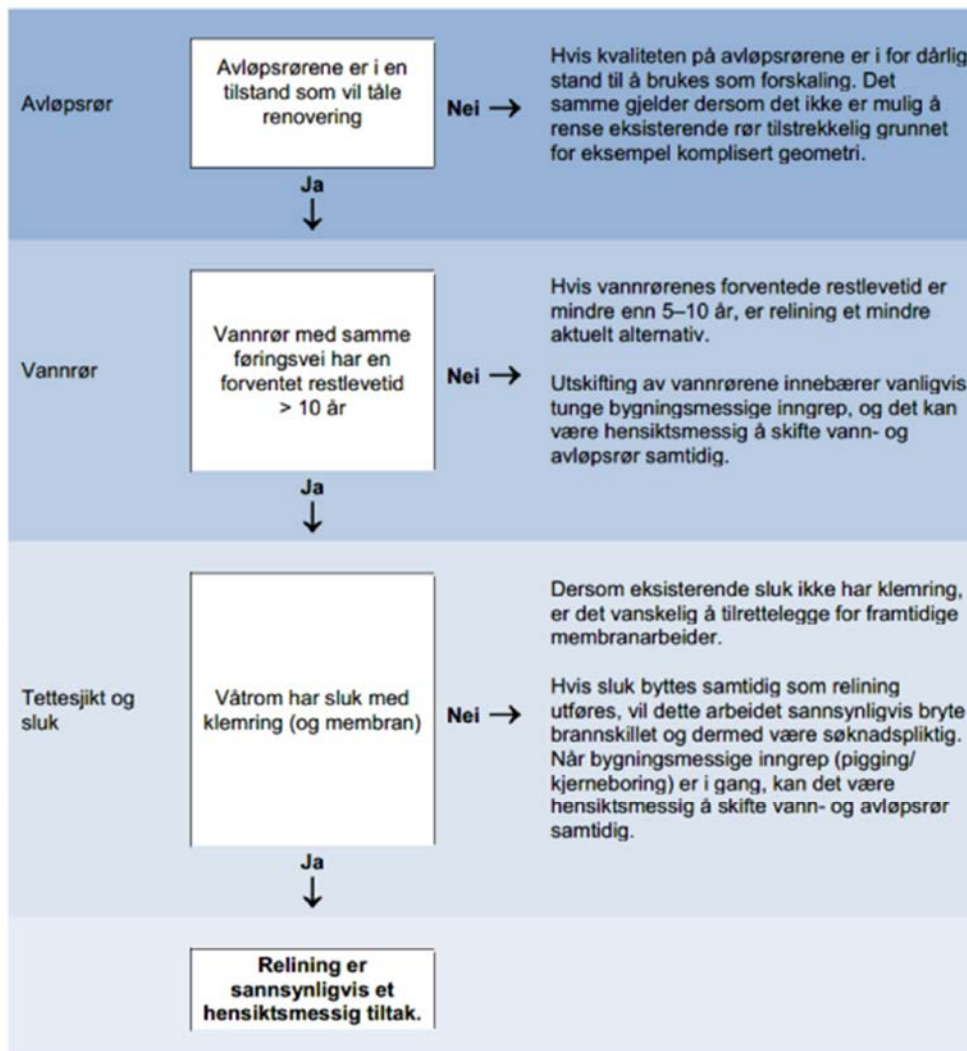 Avløpsrør
Avløpsrørene er i en
tilstand som vil tåle
renovering
Nei →
Hvis kvaliteten på avløpsrørene er i for dårlig
stand til å brukes som forskaling. Det
samme gjelder dersom det ikke er mulig å
rense eksisterende rør tilstrekkelig grunnet
for eksempel komplisert geometri.
Ja
↓
Vannrør
Vannrør med samme
føringsvei har en
forventet restlevetid
> 10 år
Nei →
Hvis vannrørenes forventede restlevetid er
mindre enn 5–10 år, er relining et mindre
aktuelt alternativ.
Utskifting av vannrørene innebærer vanligvis
tunge bygningsmessige inngrep, og det kan
være hensiktsmessig å skifte vann- og
avløpsrør samtidig.
Ja
↓
Tettesjikt og
sluk
Våtrom har sluk med
klemring (og membran)
Nei →
Dersom eksisterende sluk ikke har klemring,
er det vanskelig å tilrettelegge for framtidige
membranarbeider.
Hvis sluk byttes samtidig som relining
utføres, vil dette arbeidet sannsynligvis bryte
brannskillet og dermed være søknadspliktig.
Når bygningsmessige inngrep (pigging/
kjerneboring) er i gang, kan det være
hensiktsmessig å skifte vann- og avløpsrør
samtidig.
Ja
↓
Relining er
sannsynligvis et
hensiktsmessig tiltak.